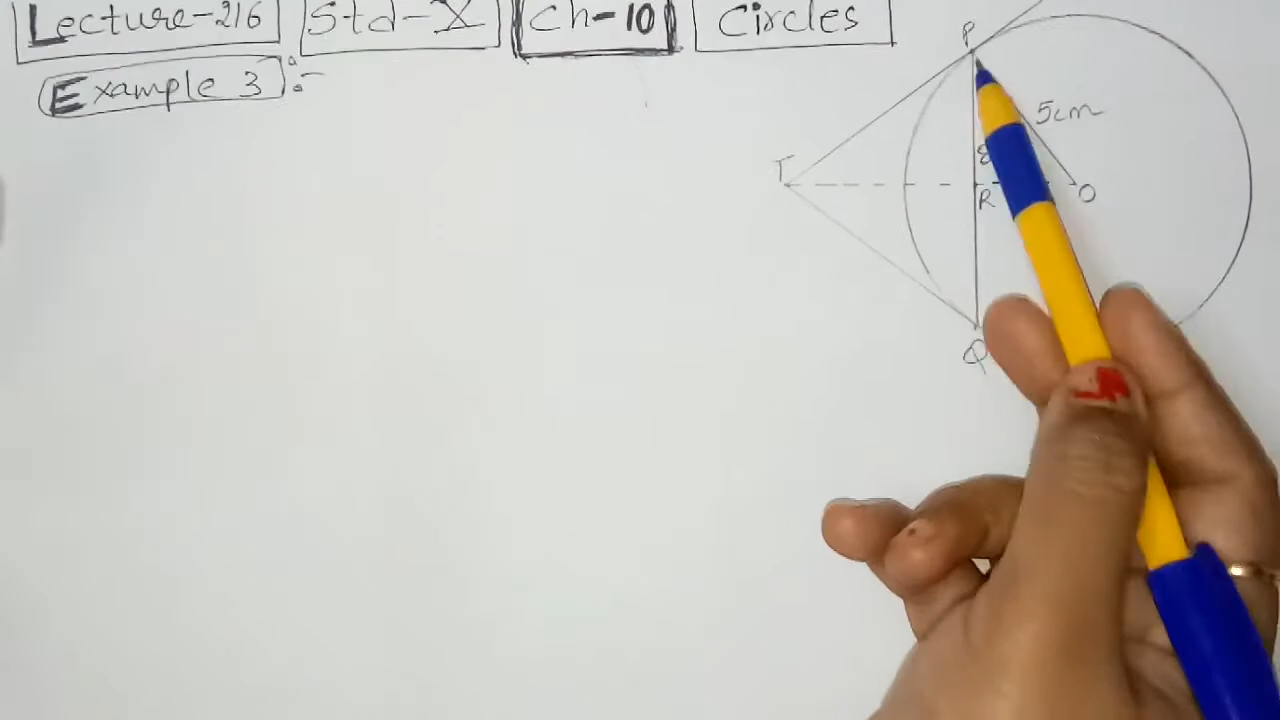 Lecture-216 Std-X Ch-10 Circles
Example 3 :-
P
5cm
8
T
R
O
Q